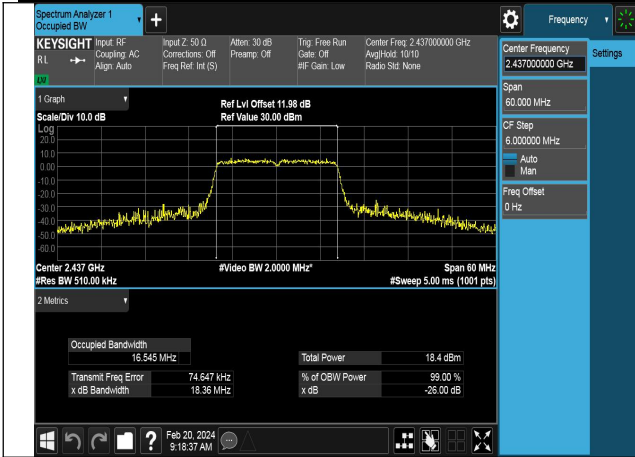 Spectrum Analyzer 1
Occupied BW
Frequency
KEYSIGHT
RL
Input: RF
Coupling: AC
Align: Auto
Input Z: 50 Ω
Corrections: Off
Freq Ref: Int (S)
Atten: 30 dB
Preamp: Off
Trig: Free Run
Gate: Off
#IF Gain: Low
Center Freq: 2.437000000 GHz
Avg|Hold: 10/10
Radio Std: None
Center Frequency
2.437000000 GHz
Settings
Span
60.000 MHz
CF Step
6.000000 MHz
Auto
Man
Freq Offset
0 Hz
1 Graph
Scale/Div 10.0 dB
Ref Lvl Offset 11.98 dB
Ref Value 30.00 dBm
Log
20.0
10.0
0.00
-10.0
-20.0
-30.0
-40.0
-50.0
-60.0
Center 2.437 GHz
#Res BW 510.00 kHz
#Video BW 2.0000 MHz*
Span 60 MHz
#Sweep 5.00 ms (1001 pts)
2 Metrics
Occupied Bandwidth
16.545 MHz
Total Power 18.4 dBm
Transmit Freq Error 74.647 kHz
% of OBW Power 99.00 %
x dB Bandwidth 18.36 MHz
x dB -26.00 dB
Feb 20, 2024
9:18:37 AM